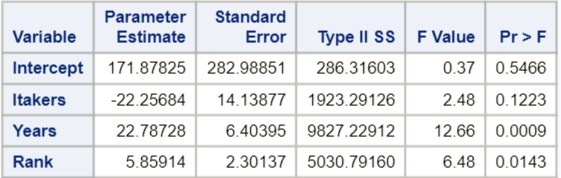 Variable Parameter Estimate Standard Error Type II SS F Value Pr > F
Intercept 171.87825 282.98851 286.31603 0.37 0.5466
Itakers -22.25684 14.13877 1923.29126 2.48 0.1223
Years 22.78728 6.40395 9827.22912 12.66 0.0009
Rank 5.85914 2.30137 5030.79160 6.48 0.0143